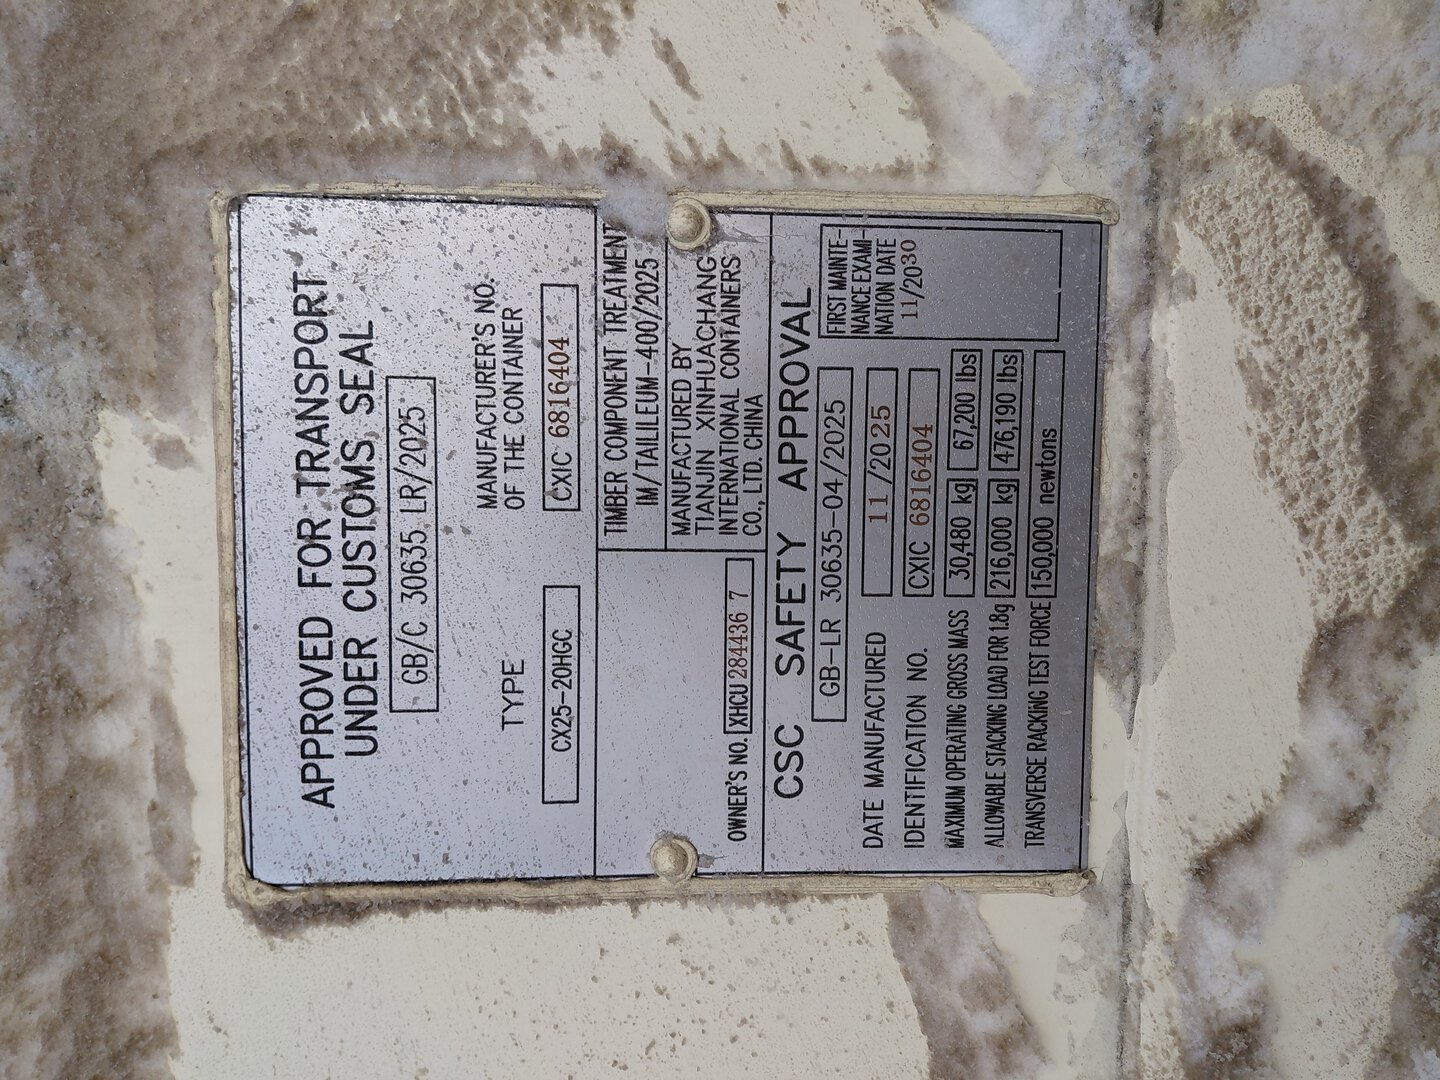 APPROVED FOR TRANSPORT
UNDER CUSTOMS, SEAL
GB/C 30635 LR/2025
TYPE
CX25-20HGC
MANUFACTURER'S NO.
OF THE CONTAINER
CXIC 6816404
TIMBER COMPONENT TREATMENT
IM/TAILILEUM-400/2025
MANUFACTURED BY
TIANJIN XINHUACHANG
INTERNATIONAL CONTAINERS
CO., LTD. CHINA
OWNER'S NO. XHCU 284436 7
CSC SAFETY APPROVAL
GB-LR 30635-04/2025
DATE MANUFACTURED 11/2025
IDENTIFICATION NO. CXIC 6816404
MAXIMUM OPERATING GROSS MASS 30,480 kg 67,200 lbs
ALLOWABLE STACKING LOAD FOR 1.8g 216,000 kg 476,190 lbs
TRANSVERSE RACKING TEST FORCE 150,000 newtons
FIRST MAINTE-
NANCE EXAMI-
NATION DATE
11/2030